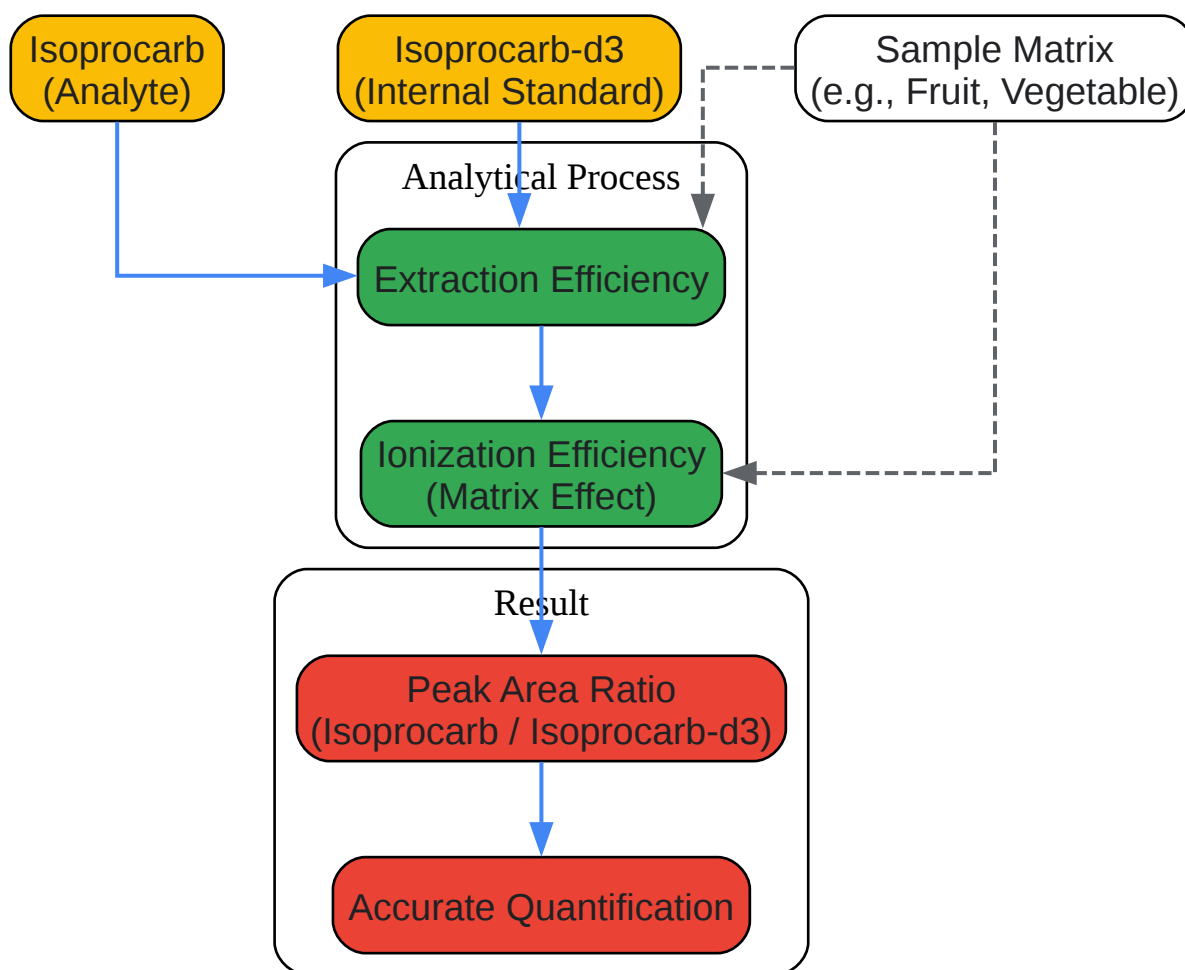 Isoprocarb
(Analyte)
Isoprocarb-d3
(Internal Standard)
Sample Matrix
(e.g., Fruit, Vegetable)
Analytical Process
Extraction Efficiency
Ionization Efficiency
(Matrix Effect)
Result
Peak Area Ratio
(Isoprocarb / Isoprocarb-d3)
Accurate Quantification